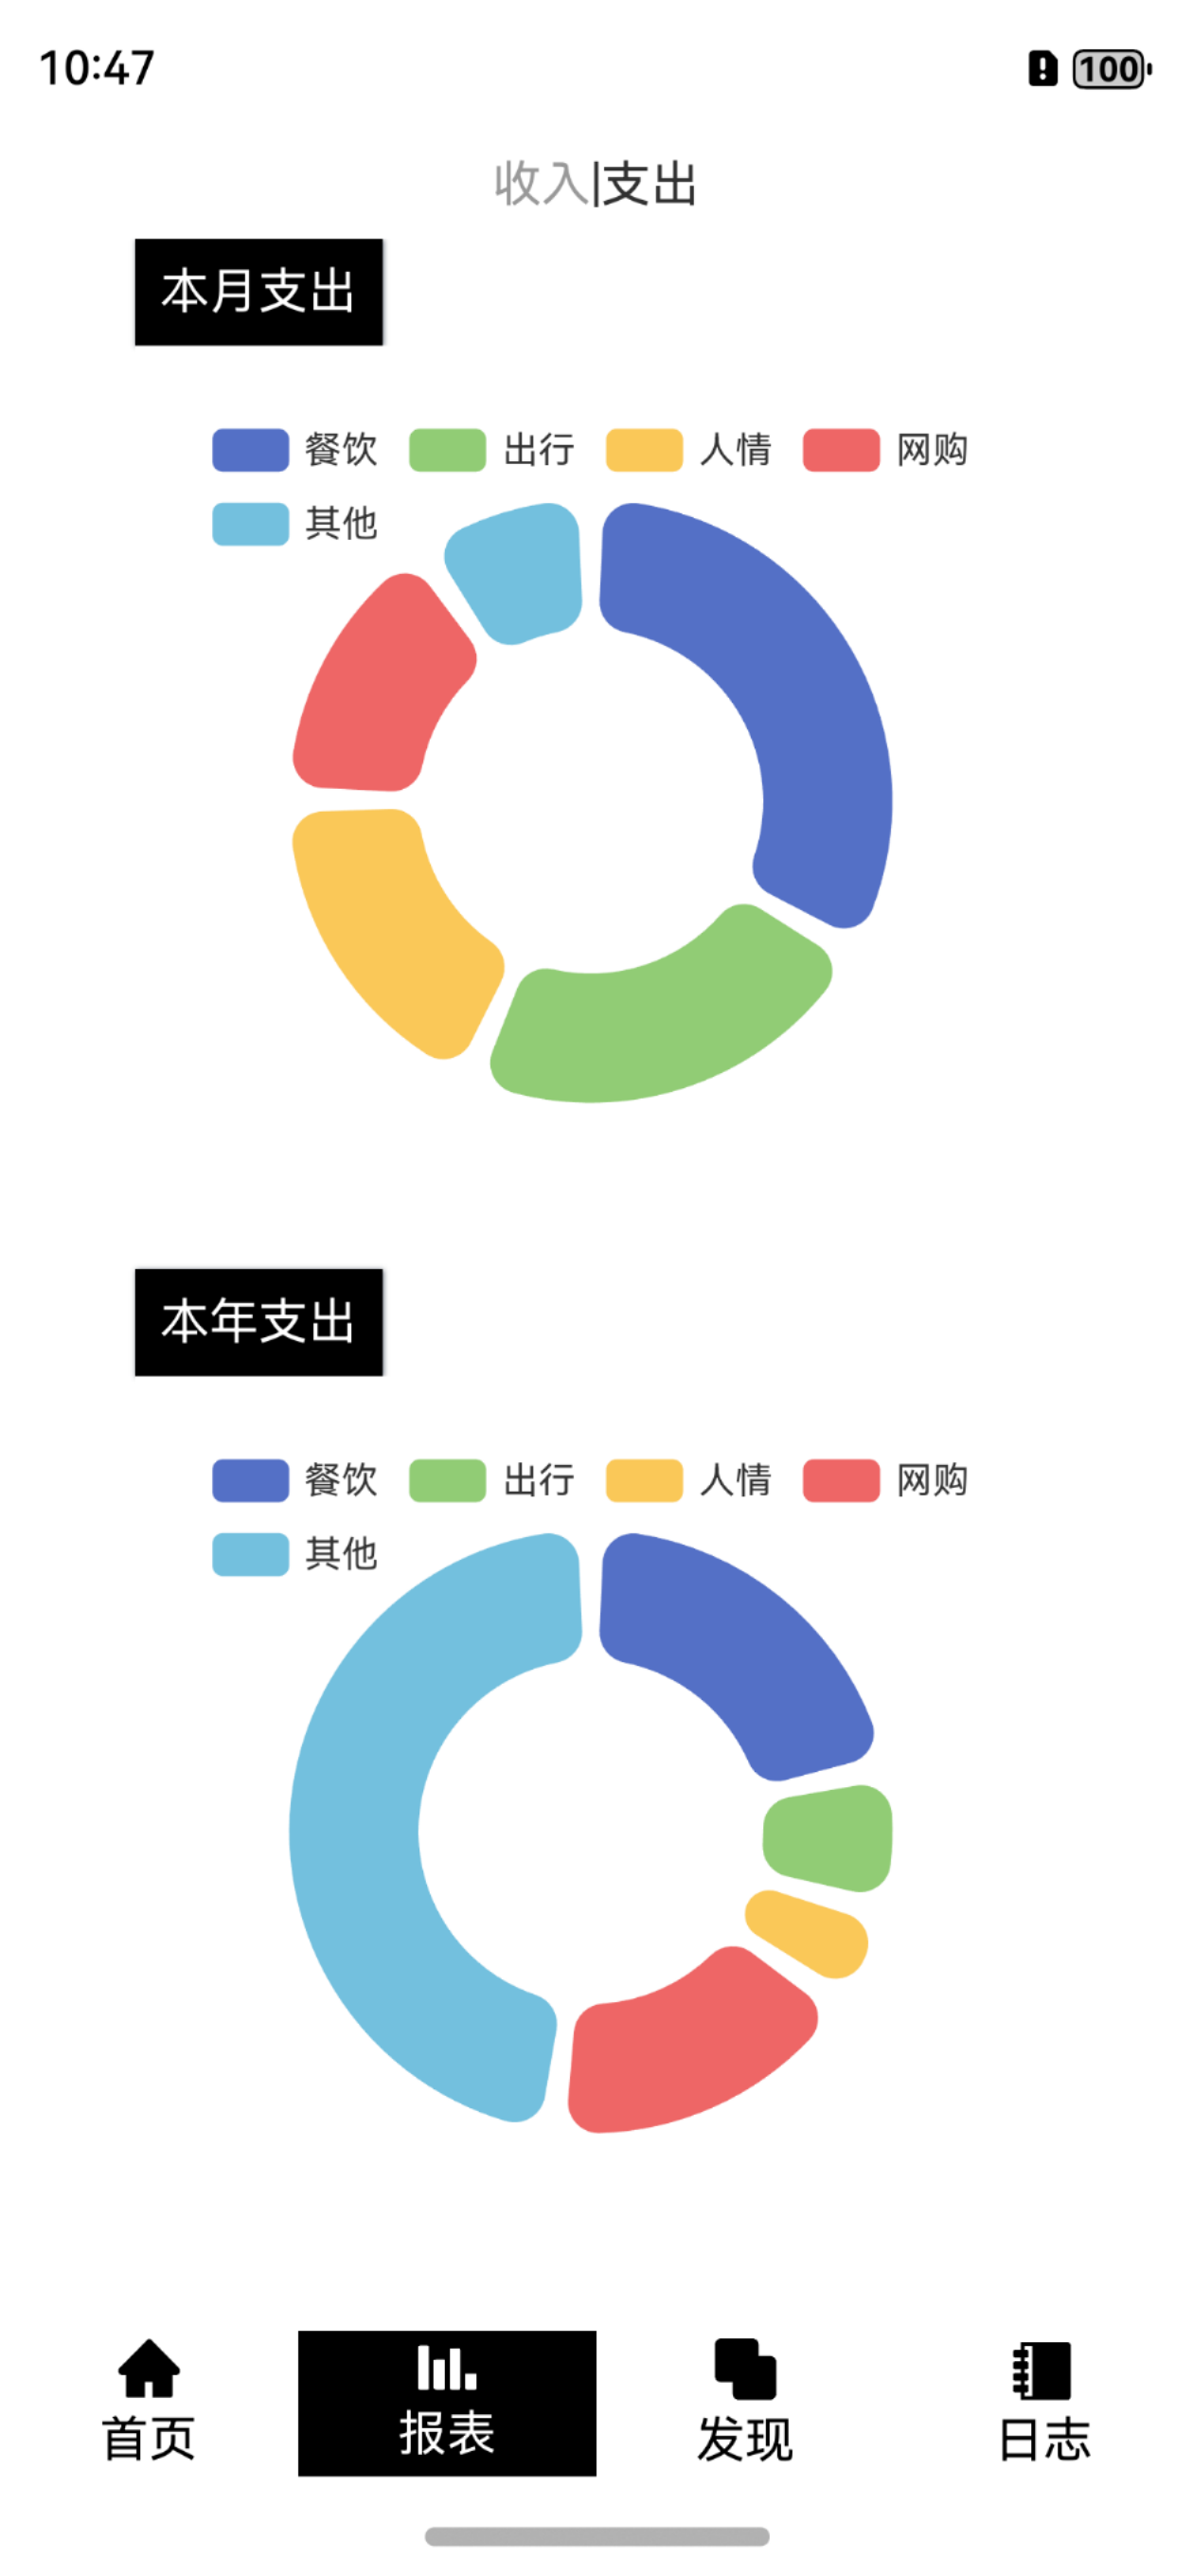 10:47
100
收入|支出
本月支出
餐饮 出行 人情 网购
其他
本年支出
餐饮 出行 人情 网购
其他
首页 报表 发现 日志